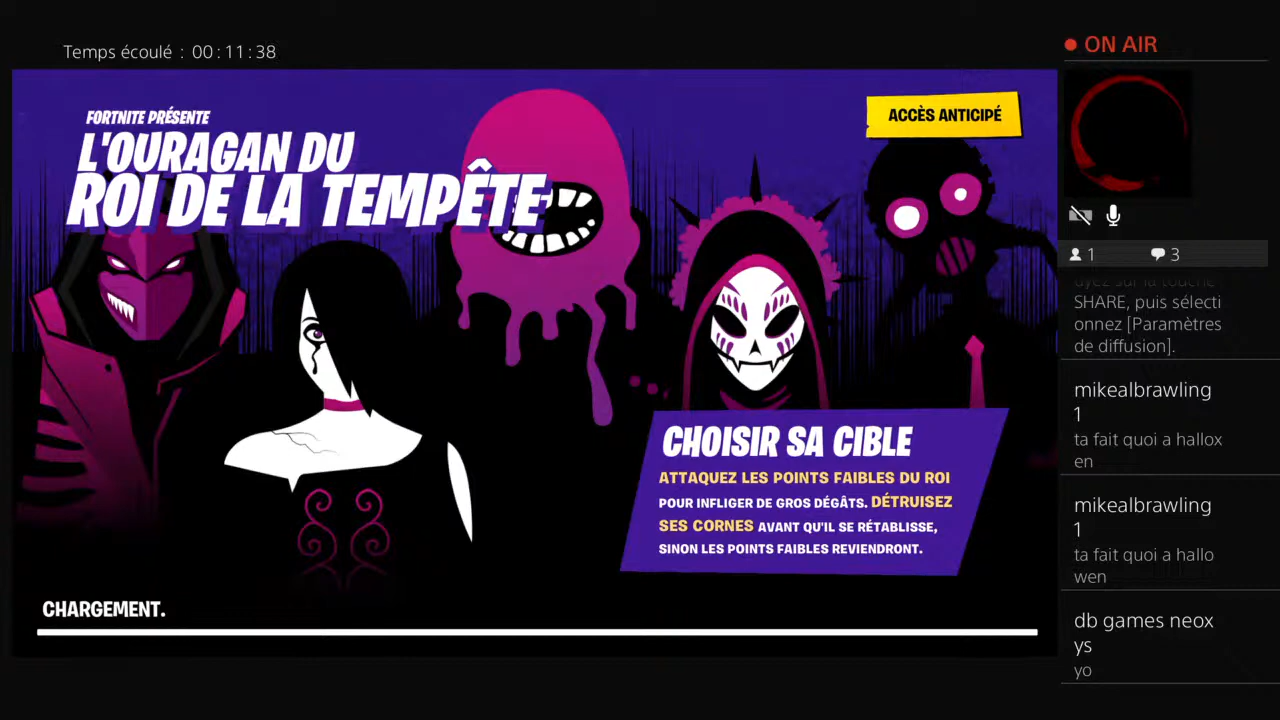 Temps écoulé : 00:11:38
ON AIR
FORTNITE PRÉSENTE
L'OURAGAN DU
ROI DE LA TEMPÊTE
ACCÈS ANTICIPÉ
1
3
SHARE, puis sélecti
onnez [Paramètres
de diffusion].
mikealbrawling
1
ta fait quoi a hallox
en
mikealbrawling
1
ta fait quoi a hallo
wen
db games neox
ys
yo
CHOISIR SA CIBLE
ATTAQUEZ LES POINTS FAIBLES DU ROI
POUR INFLIGER DE GROS DÉGÂTS. DÉTRUISEZ
SES CORNES AVANT QU'IL SE RÉTABLISSE,
SINON LES POINTS FAIBLES REVIENDRONT.
CHARGEMENT.